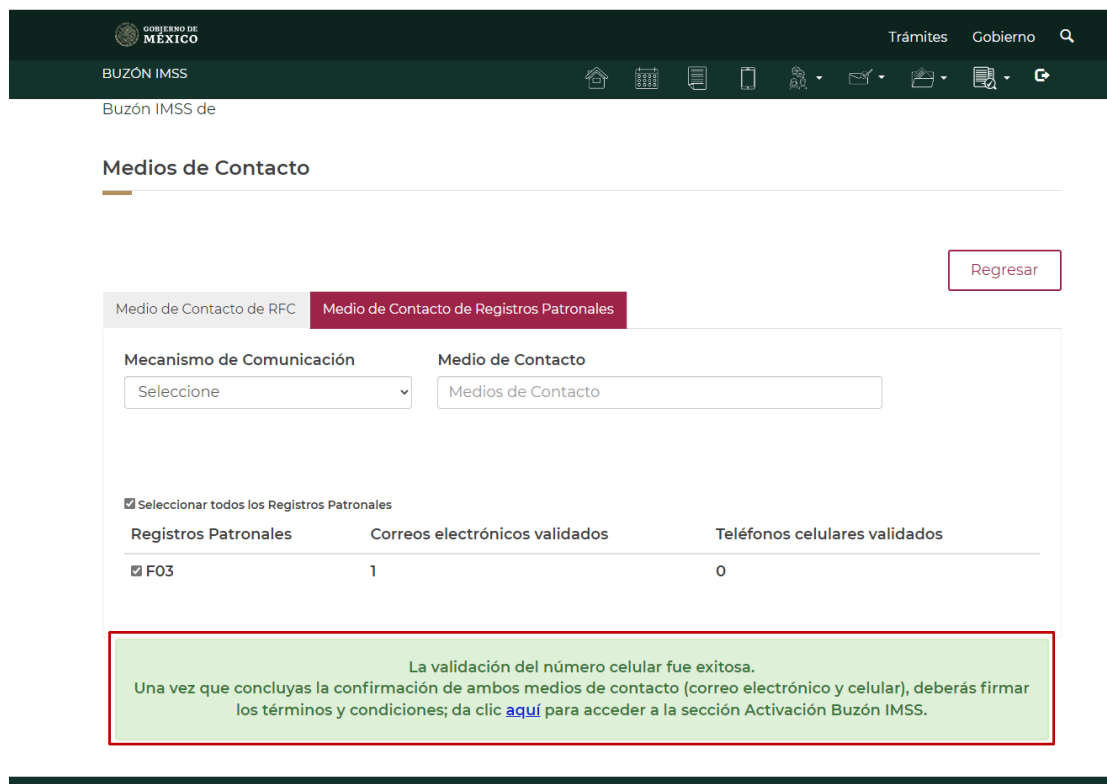 GOBIERNO DE
MÉXICO
Trámites Gobierno
BUZÓN IMSS
Buzón IMSS de
Medios de Contacto
Regresar
Medio de Contacto de RFC Medio de Contacto de Registros Patronales
Mecanismo de Comunicación Medio de Contacto
Seleccione Medios de Contacto
Seleccionar todos los Registros Patronales
Registros Patronales Correos electrónicos validados Teléfonos celulares validados
F03 1 0
La validación del número celular fue exitosa.
Una vez que concluyas la confirmación de ambos medios de contacto (correo electrónico y celular), deberás firmar
los términos y condiciones; da clic aquí para acceder a la sección Activación Buzón IMSS.